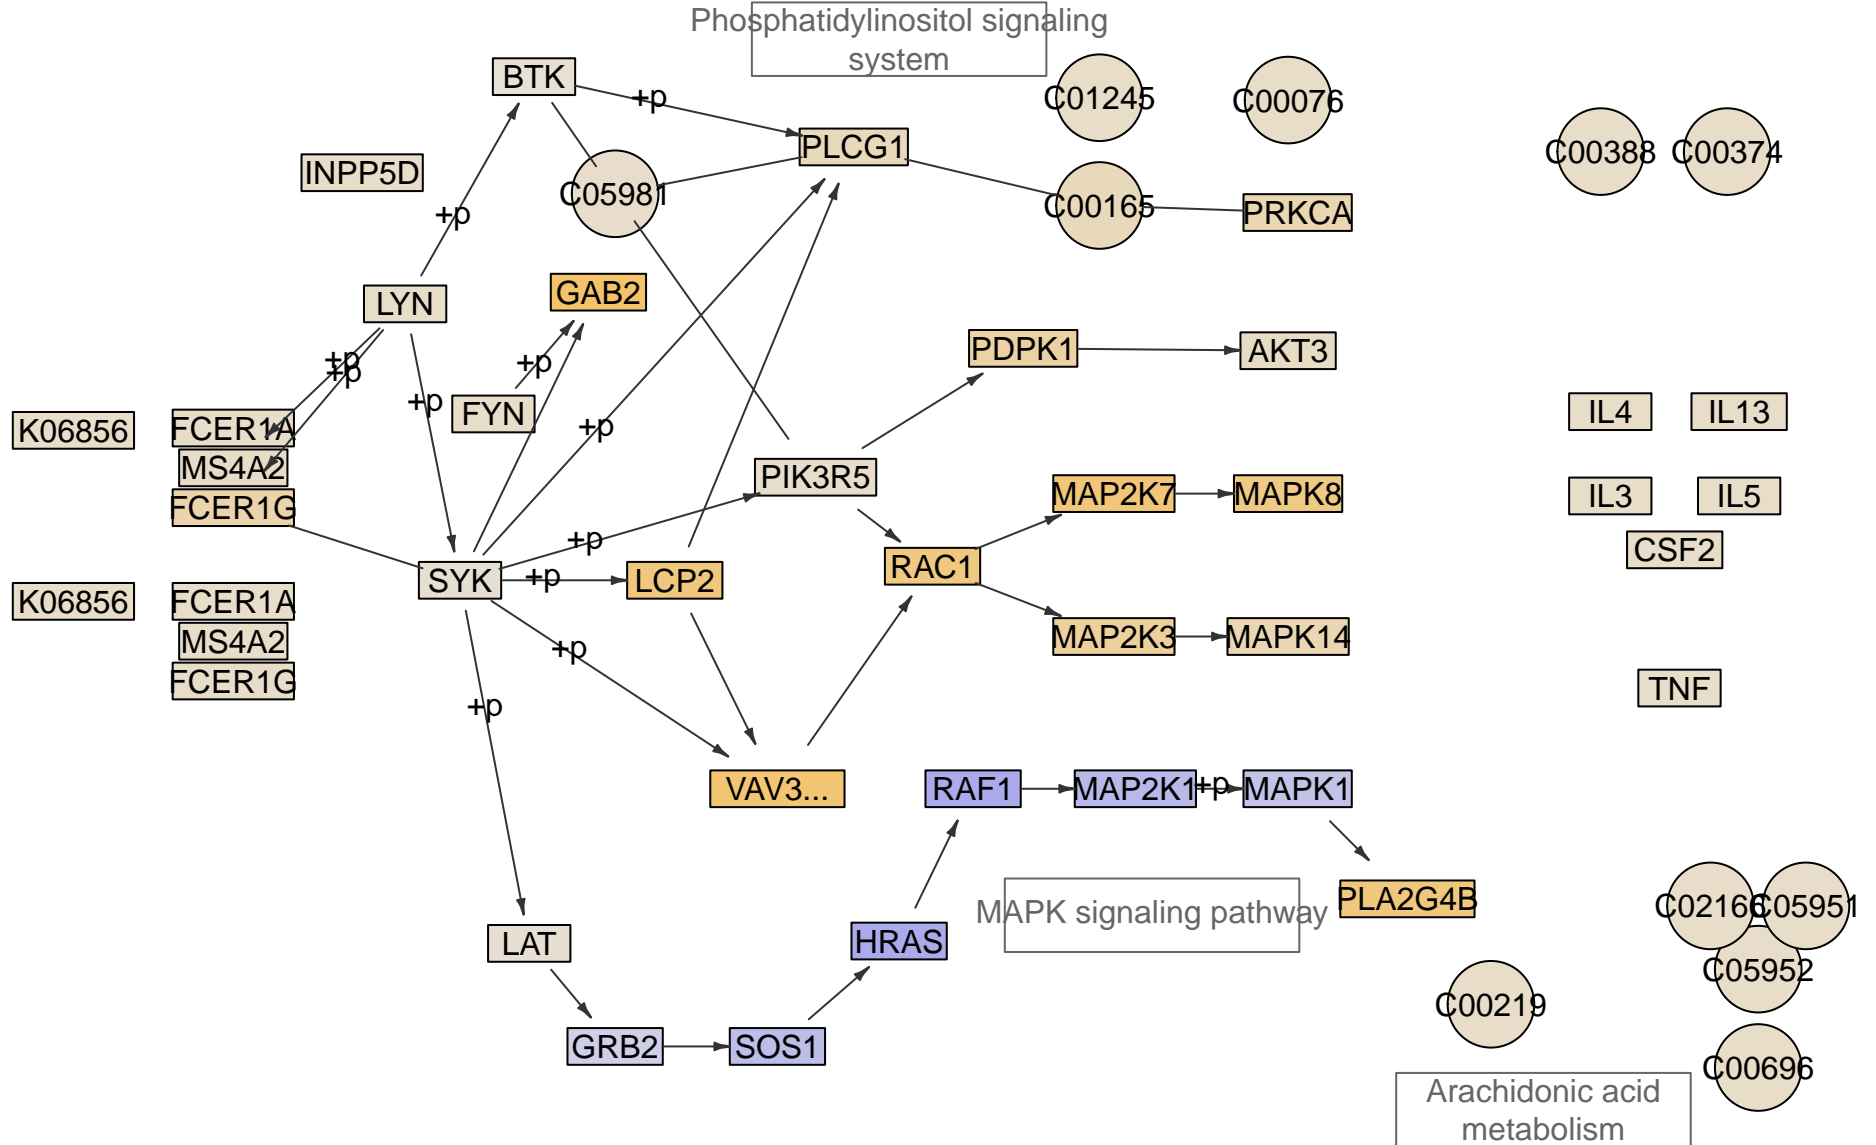 Phosphatidylinositol signaling
system
BTK
+p
C01245
C00076
PLCG1
C00388
C00374
INPP5D
C05981
C00165
PRKCA
+p
LYN
GAB2
+p
+p
+p
PDPK1
AKT3
+p
FYN
K06856
FCER1A
MS4A2
FCER1G
+p
PIK3R5
MAP2K7
MAPK8
IL4
IL13
IL3
IL5
CSF2
+p
SYK
+p
LCP2
RAC1
K06856
FCER1A
MS4A2
FCER1G
+p
MAP2K3
MAPK14
TNF
+p
VAV3...
RAF1
MAP2K1
+p
MAPK1
MAPK signaling pathway
PLA2G4B
C02166
C05951
LAT
HRAS
C05952
C00219
GRB2
SOS1
C00696
Arachidonic acid
metabolism